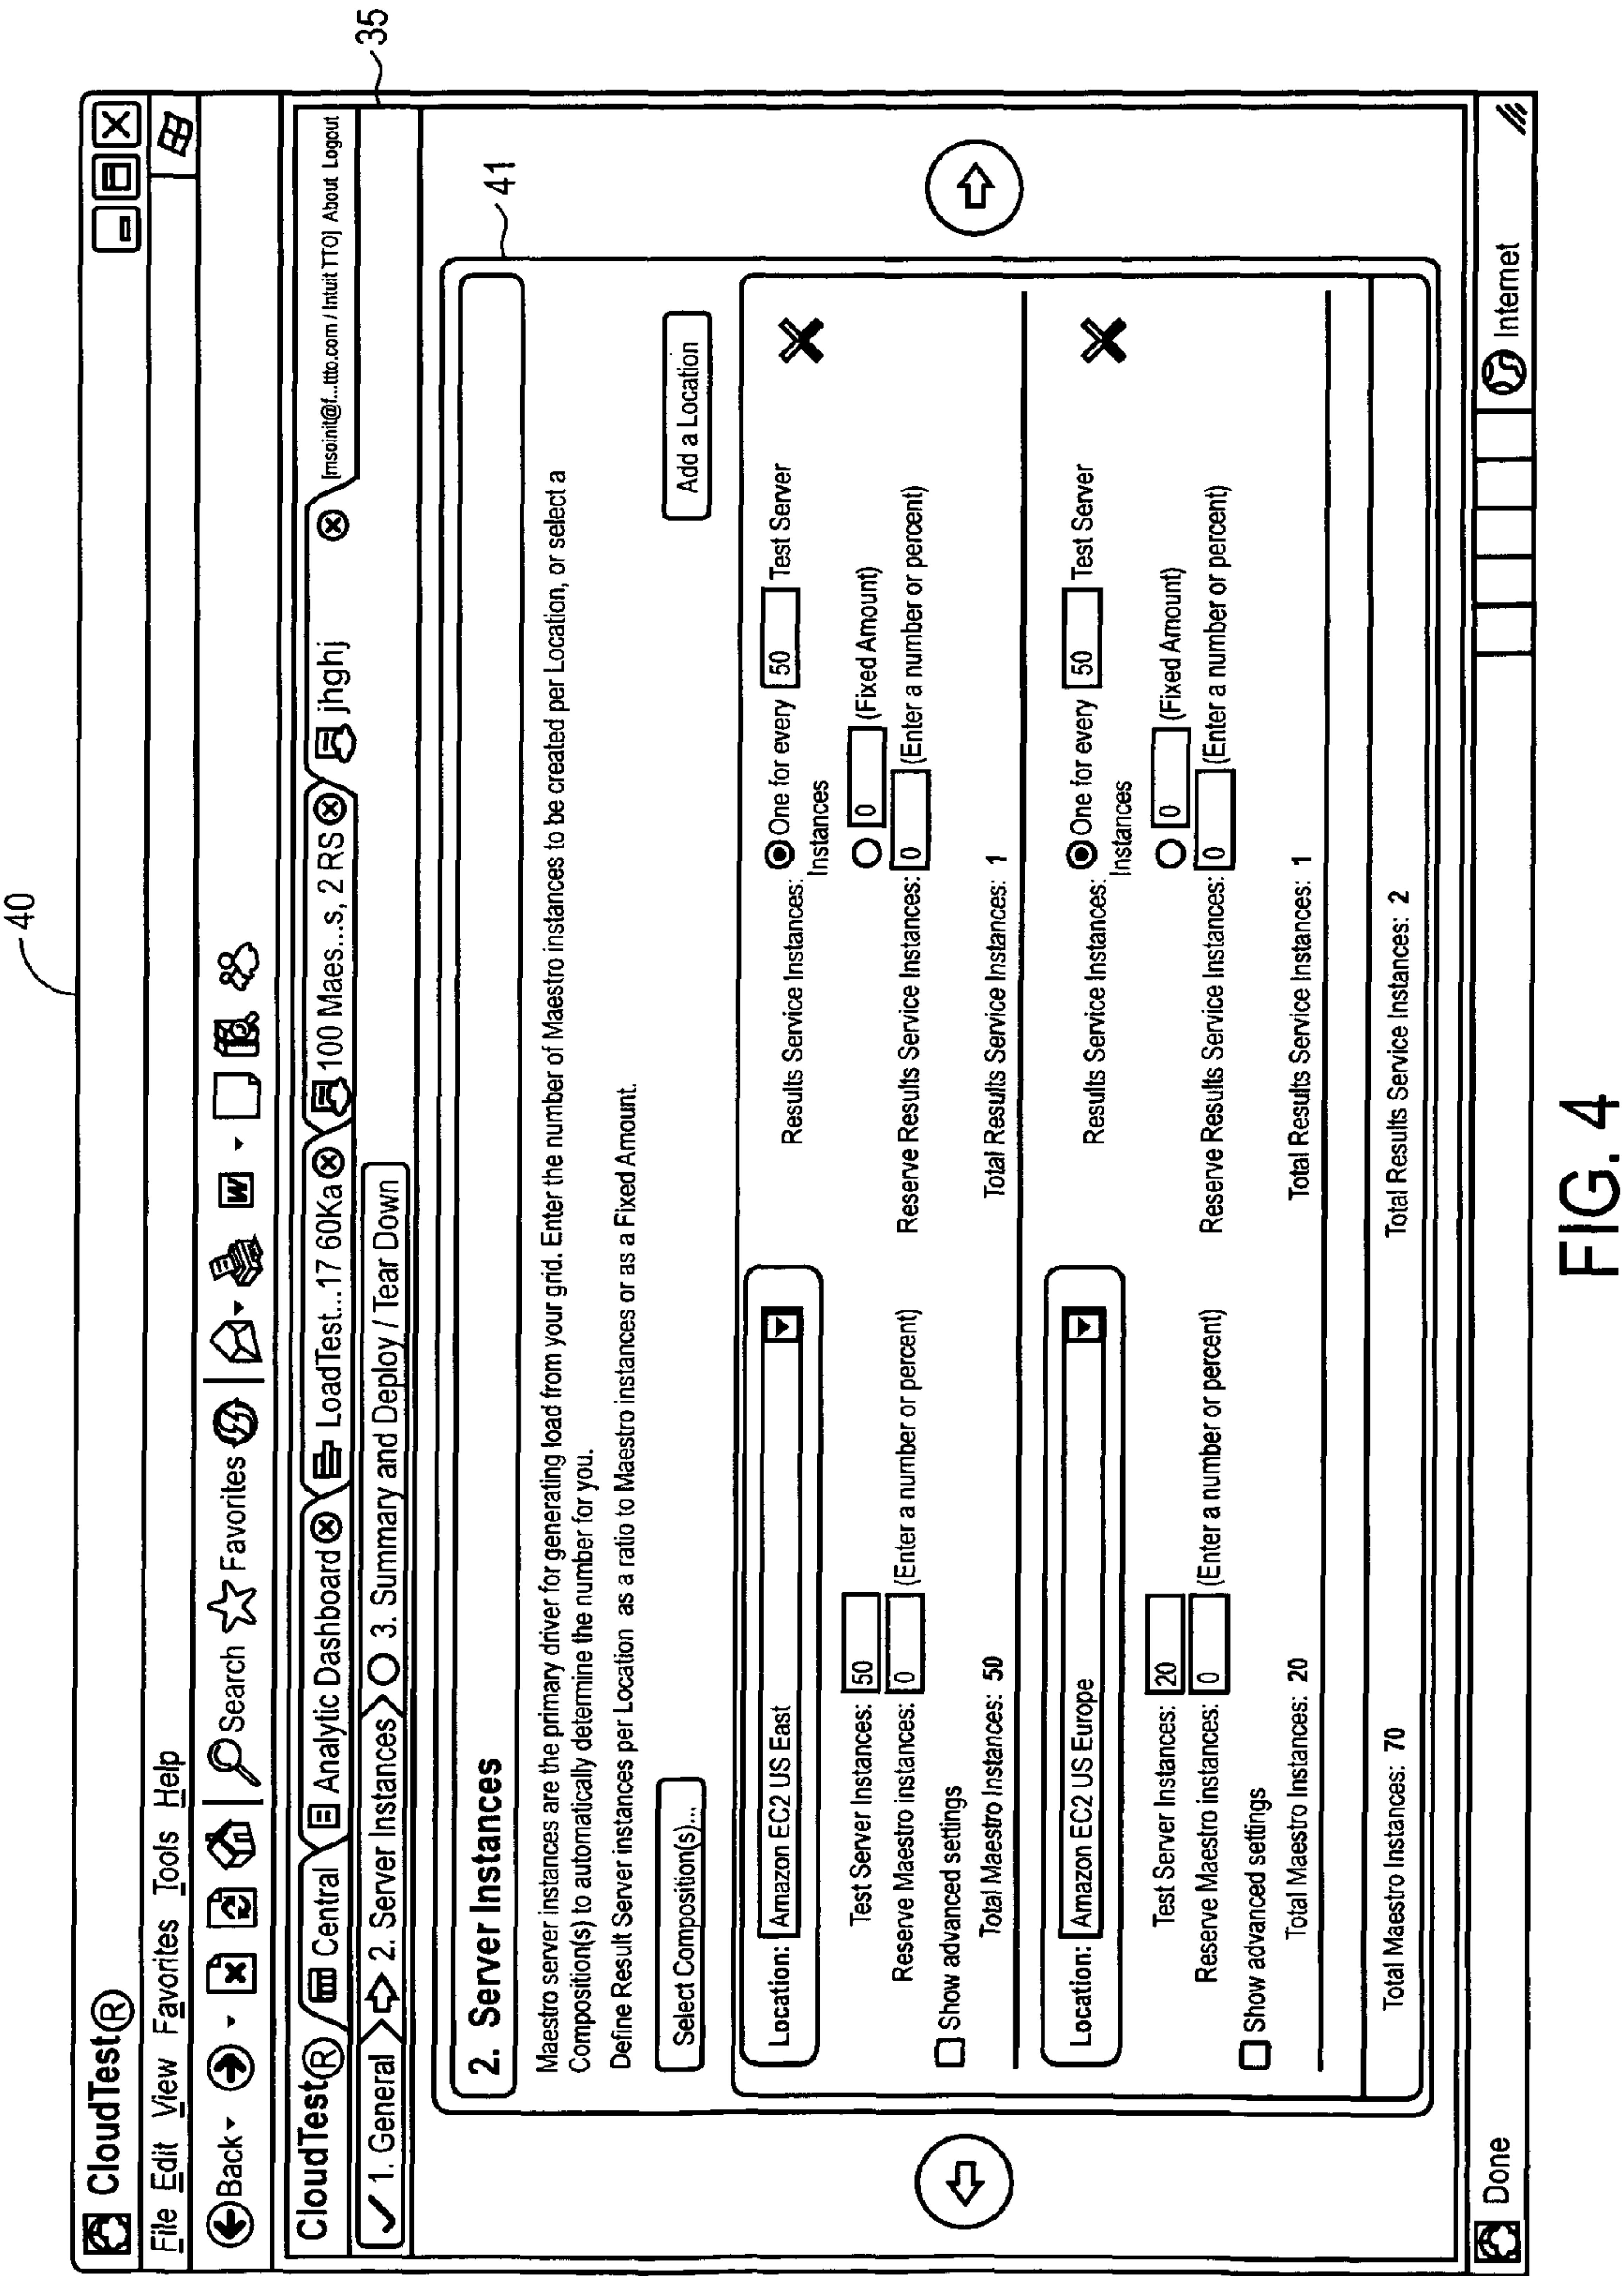 40
CloudTest®
File Edit View Favorites Tools Help
Back Search Favorites W
CloudTest® Central Analytic Dashboard LoadTest...17 60Ka 100 Maes...s, 2 RS jhghj [msoinit@f...ttto.com / Intuit TTO] About Logout
35
1. General 2. Server Instances 3. Summary and Deploy / Tear Down
41
2. Server Instances
Maestro server instances are the primary driver for generating load from your grid. Enter the number of Maestro instances to be created per Location, or select a
Composition(s) to automatically determine the number for you.
Define Result Server instances per Location as a ratio to Maestro instances or as a Fixed Amount.
Select Composition(s)... Add a Location
Location: Amazon EC2 US East
Results Service Instances: One for every 50 Test Server
Instances
Test Server Instances: 50
0 (Fixed Amount)
Reserve Maestro instances: 0 (Enter a number or percent)
Reserve Results Service Instances: 0 (Enter a number or percent)
Show advanced settings
Total Maestro Instances: 50
Total Results Service Instances: 1
Location: Amazon EC2 US Europe
Results Service Instances: One for every 50 Test Server
Instances
Test Server Instances: 20
0 (Fixed Amount)
Reserve Maestro instances: 0 (Enter a number or percent)
Reserve Results Service Instances: 0 (Enter a number or percent)
Show advanced settings
Total Maestro Instances: 20
Total Results Service Instances: 1
Total Maestro Instances: 70
Total Results Service Instances: 2
Done Internet
FIG. 4